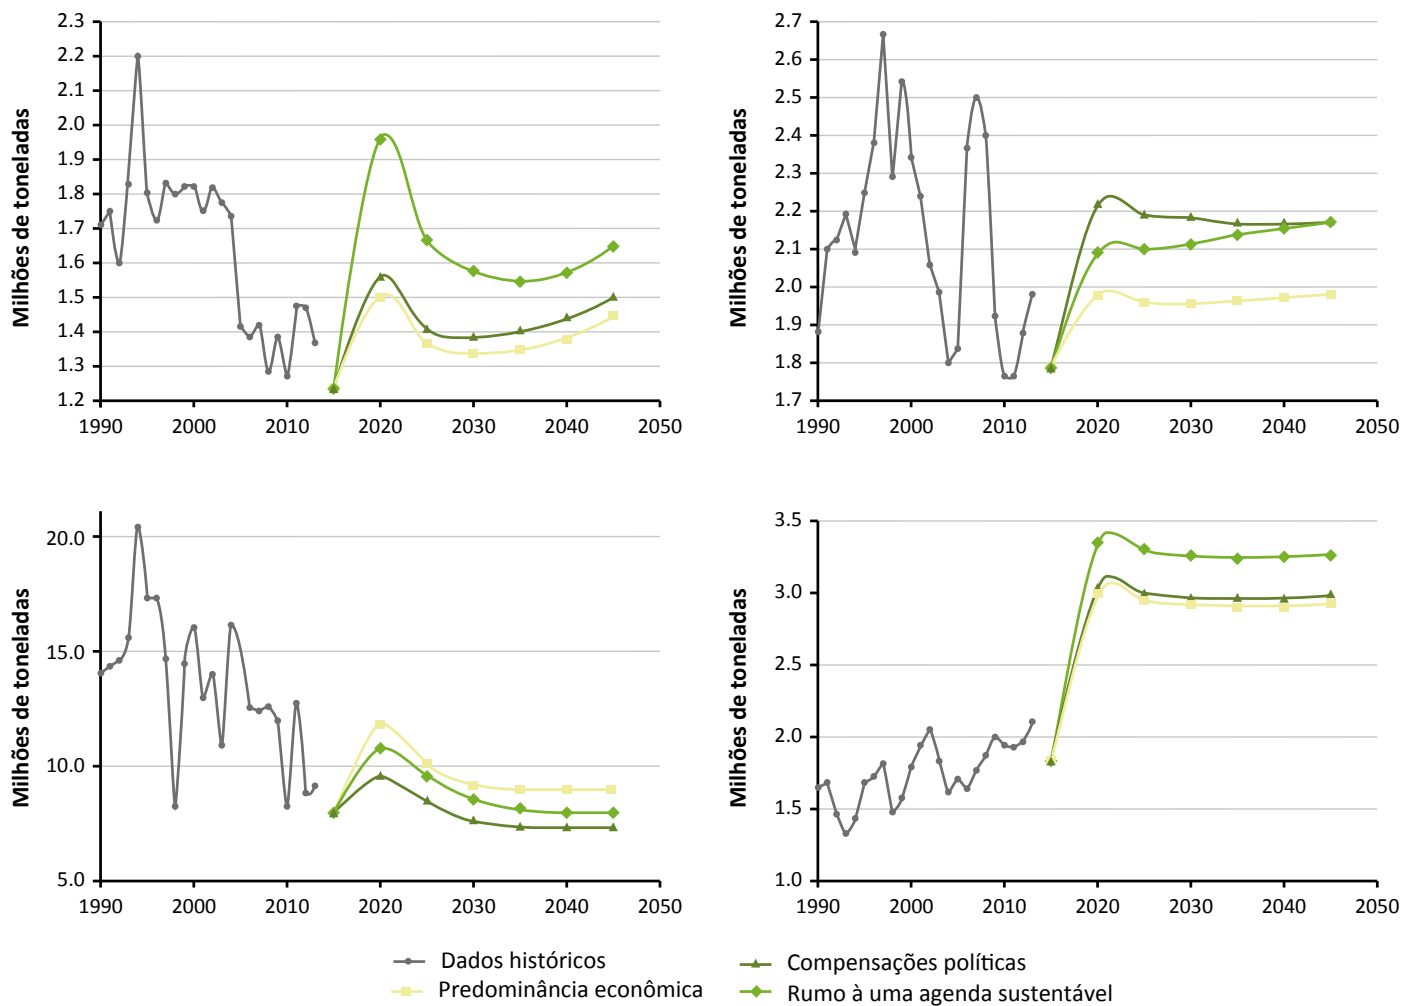 Milhões de toneladas
2.3
2.2
2.1
2.0
1.9
1.8
1.7
1.6
1.5
1.4
1.3
1.2
1990 2000 2010 2020 2030 2040 2050
Milhões de toneladas
2.7
2.6
2.5
2.4
2.3
2.2
2.1
2.0
1.9
1.8
1.7
1990 2000 2010 2020 2030 2040 2050
Milhões de toneladas
20.0
15.0
10.0
5.0
1990 2000 2010 2020 2030 2040 2050
Milhões de toneladas
3.5
3.0
2.5
2.0
1.5
1.0
1990 2000 2010 2020 2030 2040 2050
Dados históricos
Predominância econômica
Compensações políticas
Rumo à uma agenda sustentável